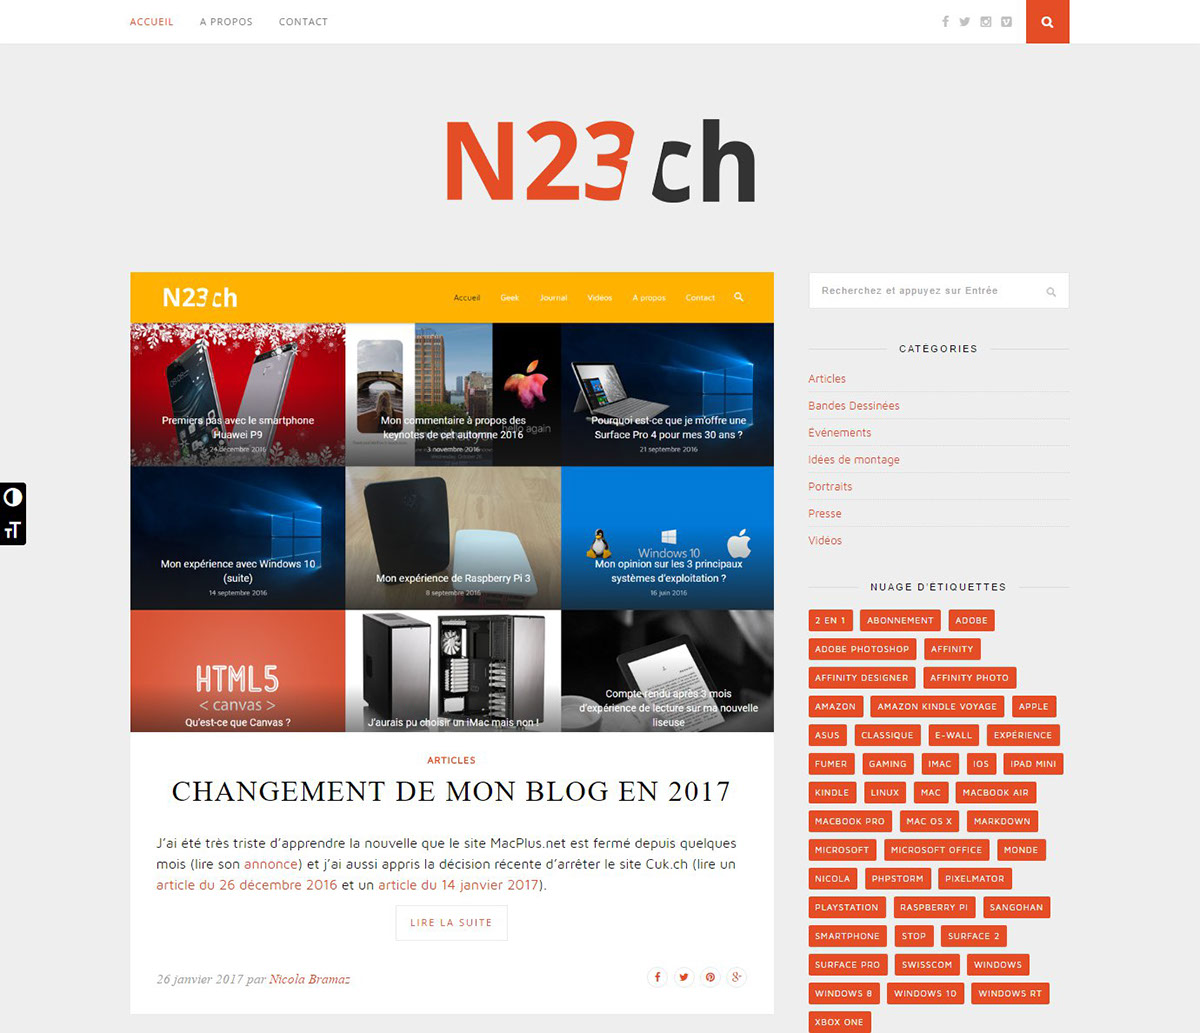 ACCUEIL A PROPOS CONTACT
N23 ch
N23 ch
Accueil Geek Journal Vidéos A propos Contact
Premiers pas avec le smartphone
Huawei P9
24 décembre 2016
hello again
Mon commentaire à propos des
keynotes de cet automne 2016
3 novembre 2016
Pourquoi est-ce que je m'offre une
Surface Pro 4 pour mes 30 ans ?
21 septembre 2016
Mon expérience avec Windows 10
(suite)
14 septembre 2016
Mon expérience de Raspberry Pi 3
8 septembre 2016
Windows 10
Mon opinion sur les 3 principaux
systèmes d'exploitation ?
16 juin 2016
HTML5
< canvas >
Qu'est-ce que Canvas ?
J'aurais pu choisir un iMac mais non !
Compte rendu après 3 mois
d'expérience de lecture sur ma nouvelle
liseuse
ARTICLES
CHANGEMENT DE MON BLOG EN 2017
J'ai été très triste d'apprendre la nouvelle que le site MacPlus.net est fermé depuis quelques
mois (lire son annonce) et j'ai aussi appris la décision récente d'arrêter le site Cuk.ch (lire un
article du 26 décembre 2016 et un article du 14 janvier 2017).
LIRE LA SUITE
26 janvier 2017 par Nicola Bramaz
Recherchez et appuyez sur Entrée
CATÉGORIES
Articles
Bandes Dessinées
Evénements
Idées de montage
Portraits
Presse
Vidéos
NUAGE D'ÉTIQUETTES
2 EN 1 ABONNEMENT ADOBE
ADOBE PHOTOSHOP AFFINITY
AFFINITY DESIGNER AFFINITY PHOTO
AMAZON AMAZON KINDLE VOYAGE APPLE
ASUS CLASSIQUE E-WALL EXPÉRIENCE
FUMER GAMING IMAC IOS IPAD MINI
KINDLE LINUX MAC MACBOOK AIR
MACBOOK PRO MAC OS X MARKDOWN
MICROSOFT MICROSOFT OFFICE MONDE
NICOLA PHPSTORM PIXELMATOR
PLAYSTATION RASPBERRY PI SANGOHAN
SMARTPHONE STOP SURFACE 2
SURFACE PRO SWISSCOM WINDOWS
WINDOWS 8 WINDOWS 10 WINDOWS RT
XBOX ONE